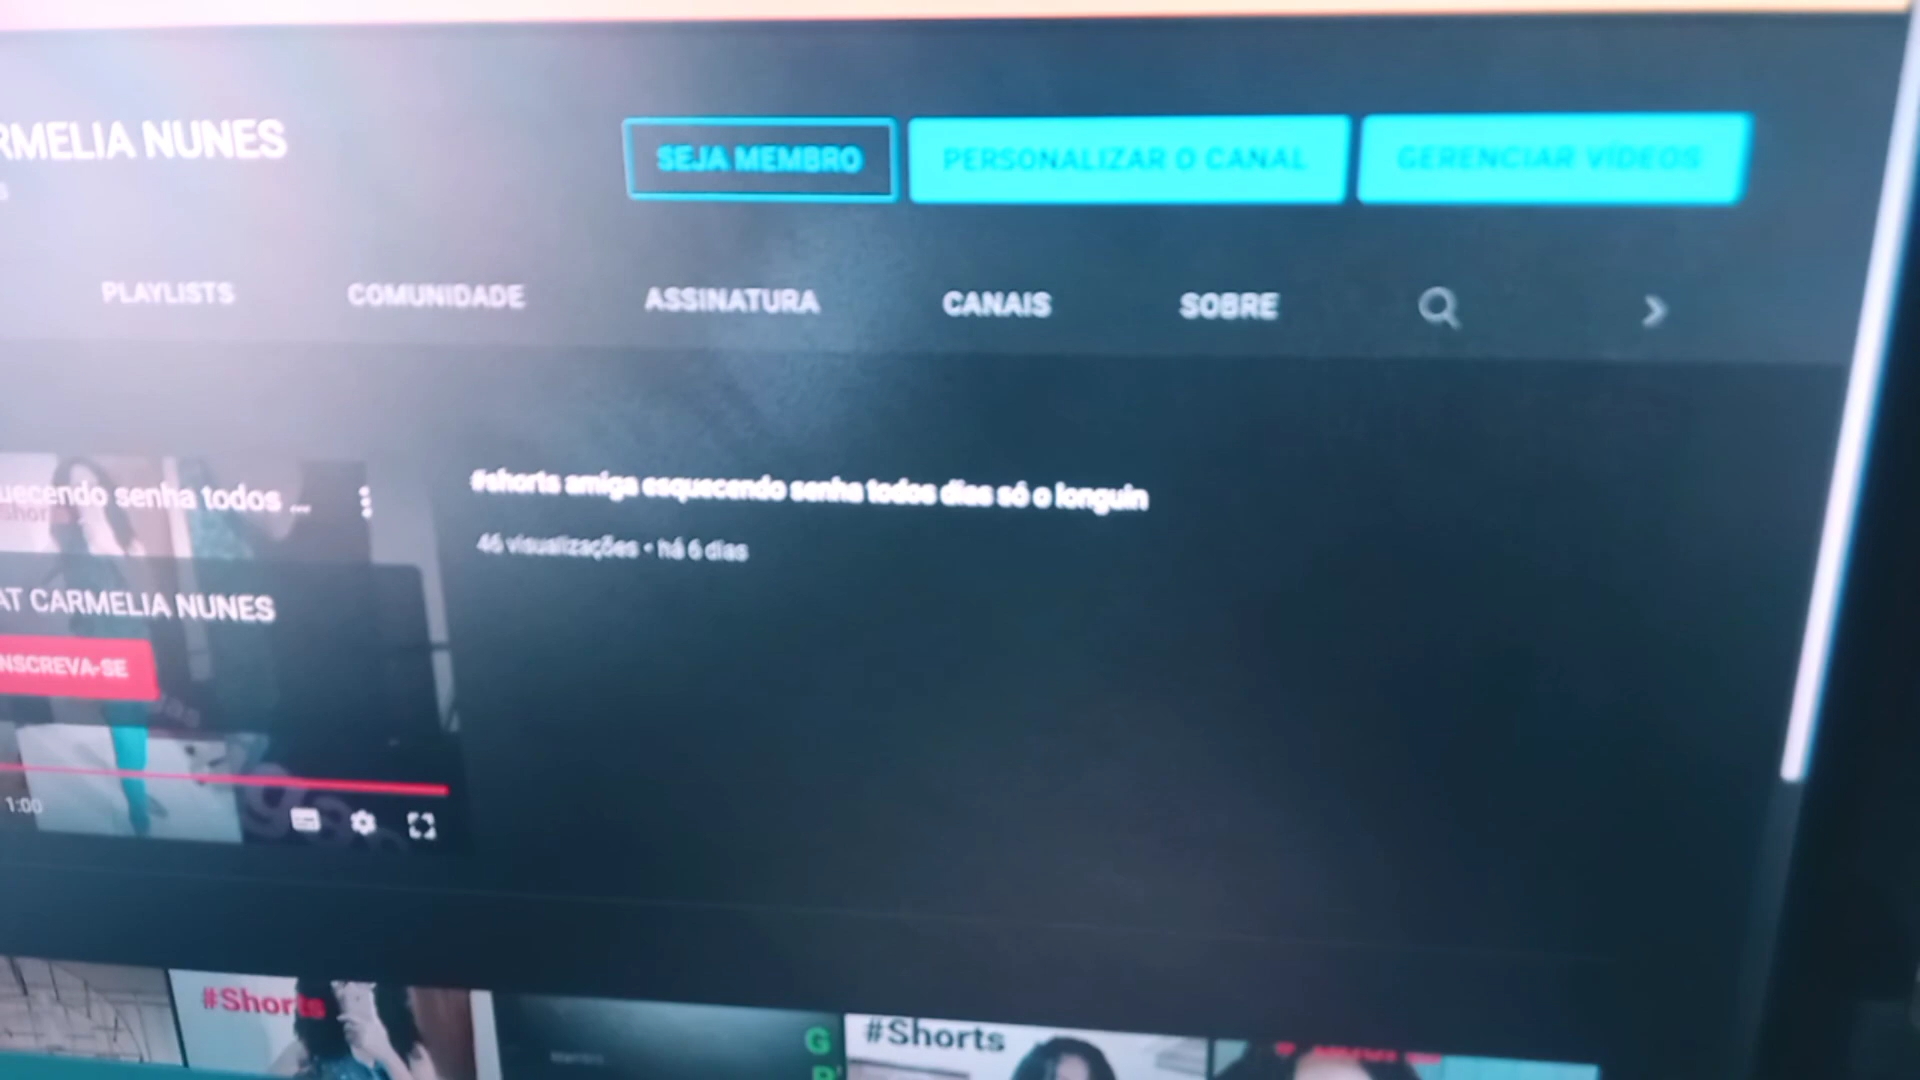 RMELIA NUNES
SEJA MEMBRO
PERSONALIZAR O CANAL
GERENCIAR VÍDEOS
PLAYLISTS
COMUNIDADE
ASSINATURA
CANAIS
SOBRE
uecendo senha todos ...
#shorts amiga esquecendo senha todos dias só o longuin
46 visualizações • há 6 dias
AT CARMELIA NUNES
NSCREVA-SE
1:00
#Shorts
G
#Shorts